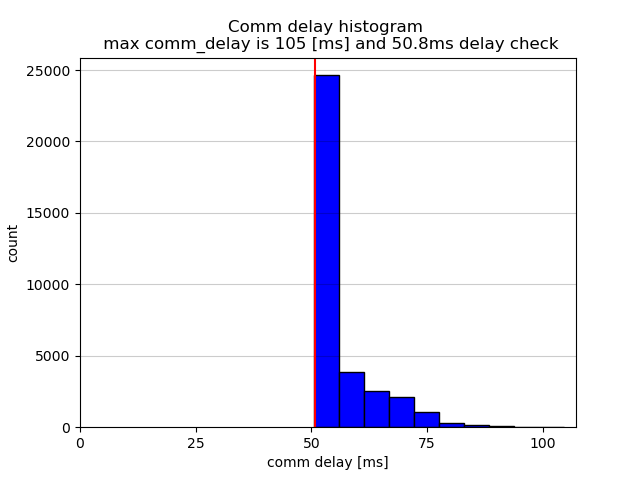 Comm delay histogram
max comm_delay is 105 [ms] and 50.8ms delay check
25000
20000
15000
10000
5000
0
count
0 25 50 75 100
comm delay [ms]